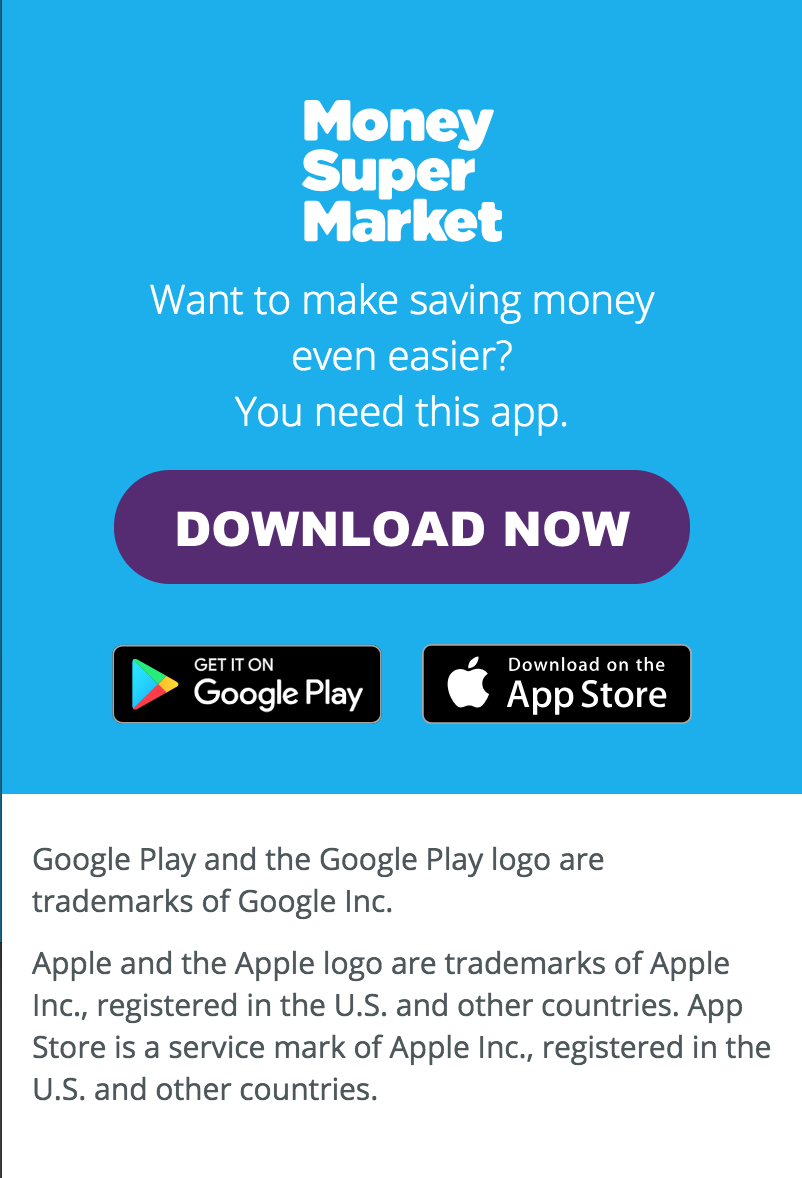 Money
Super
Market
Want to make saving money
even easier?
You need this app.
DOWNLOAD NOW
GET IT ON
Google Play
Download on the
App Store
Google Play and the Google Play logo are
trademarks of Google Inc.
Apple and the Apple logo are trademarks of Apple
Inc., registered in the U.S. and other countries. App
Store is a service mark of Apple Inc., registered in the
U.S. and other countries.